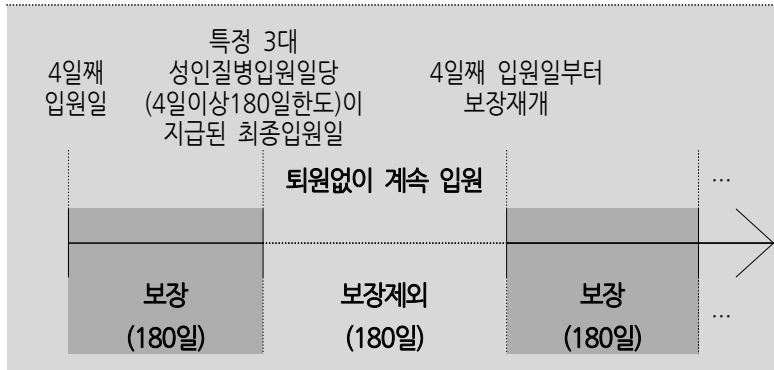 4일째
입원일
특정 3대
성인질병입원일당
(4일이상180일한도)이
지급된 최종입원일
4일째 입원일부터
보장재개
퇴원없이 계속 입원
…
보장
(180일)
보장제외
(180일)
보장
(180일)
…